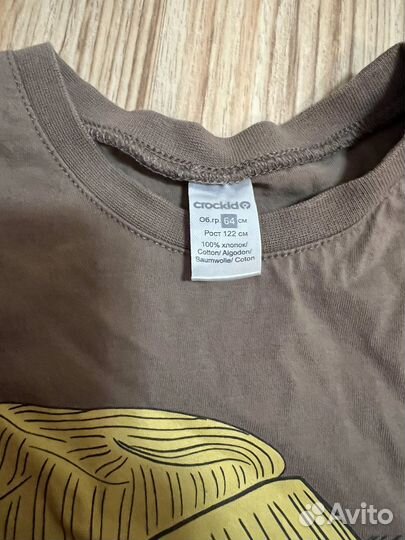 crockid
Об.гр. 64 см
Рост 122 см
100% хлопок/
Cotton/ Algodon/
Baumwolle/ Coton
Avito